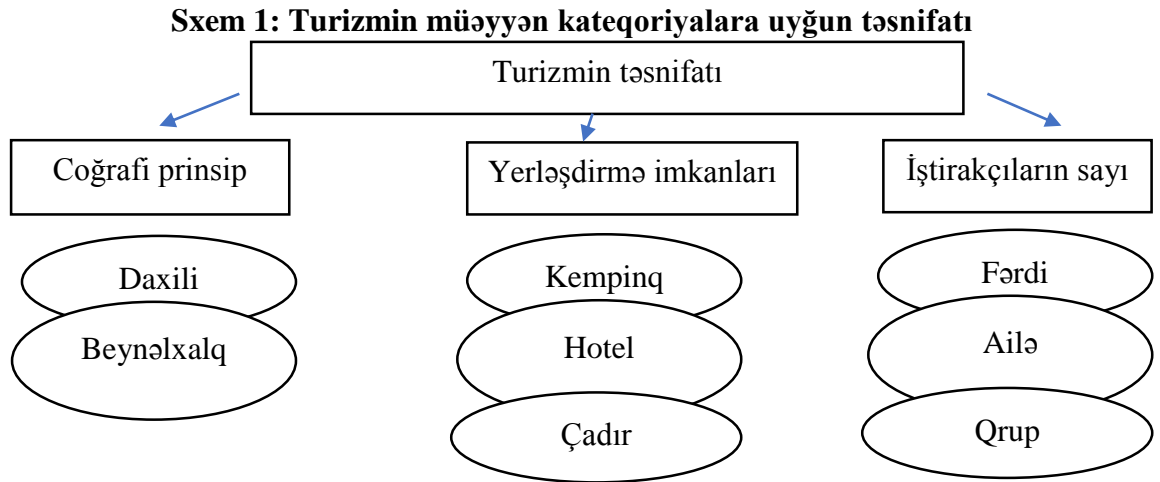 Sxem 1: Turizmin müəyyən kateqoriyalara uyğun təsnifatı
Turizmin təsnifatı
Coğrafi prinsip
Yerləşdirmə imkanları
İştirakçıların sayı
Daxili
Beynəlxalq
Kempinq
Hotel
Çadır
Fərdi
Ailə
Qrup